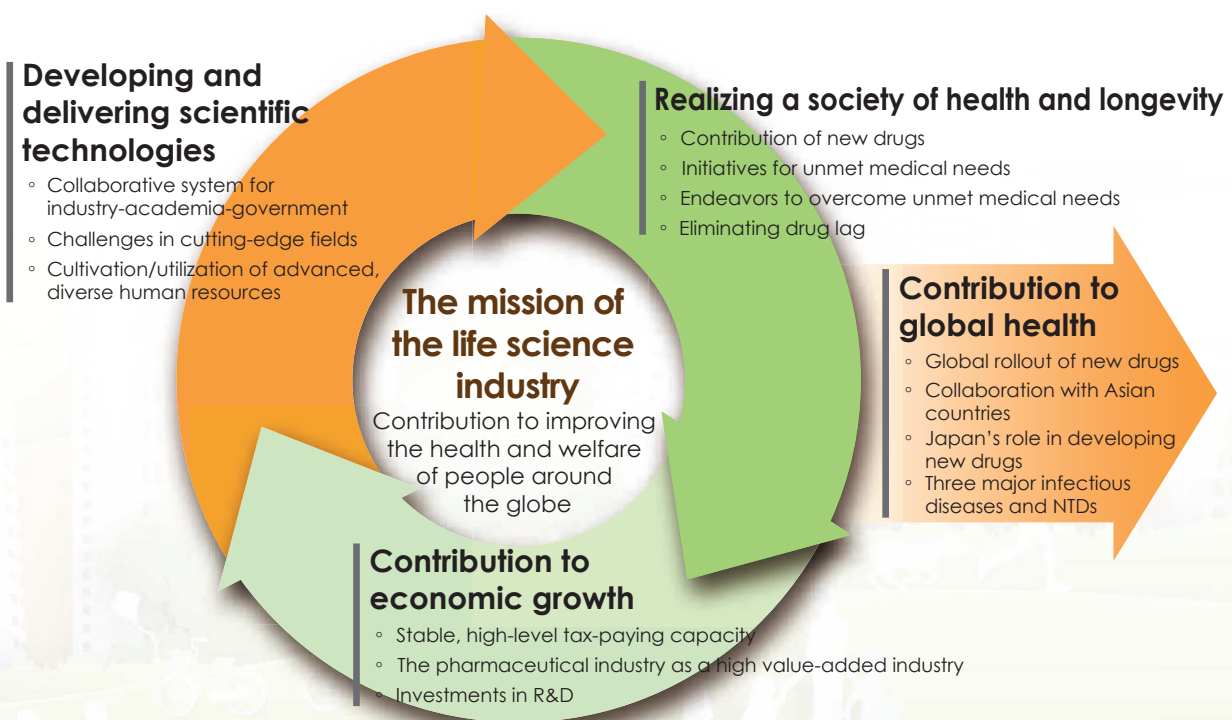 Developing and
delivering scientific
technologies
◦ Collaborative system for
industry-academia-government
◦ Challenges in cutting-edge fields
◦ Cultivation/utilization of advanced,
diverse human resources
Realizing a society of health and longevity
◦ Contribution of new drugs
◦ Initiatives for unmet medical needs
◦ Endeavors to overcome unmet medical needs
◦ Eliminating drug lag
Contribution to
global health
◦ Global rollout of new drugs
◦ Collaboration with Asian
countries
◦ Japan’s role in developing
new drugs
◦ Three major infectious
diseases and NTDs
The mission of
the life science
industry
Contribution to improving
the health and welfare
of people around
the globe
Contribution to
economic growth
◦ Stable, high-level tax-paying capacity
◦ The pharmaceutical industry as a high value-added industry
◦ Investments in R&D